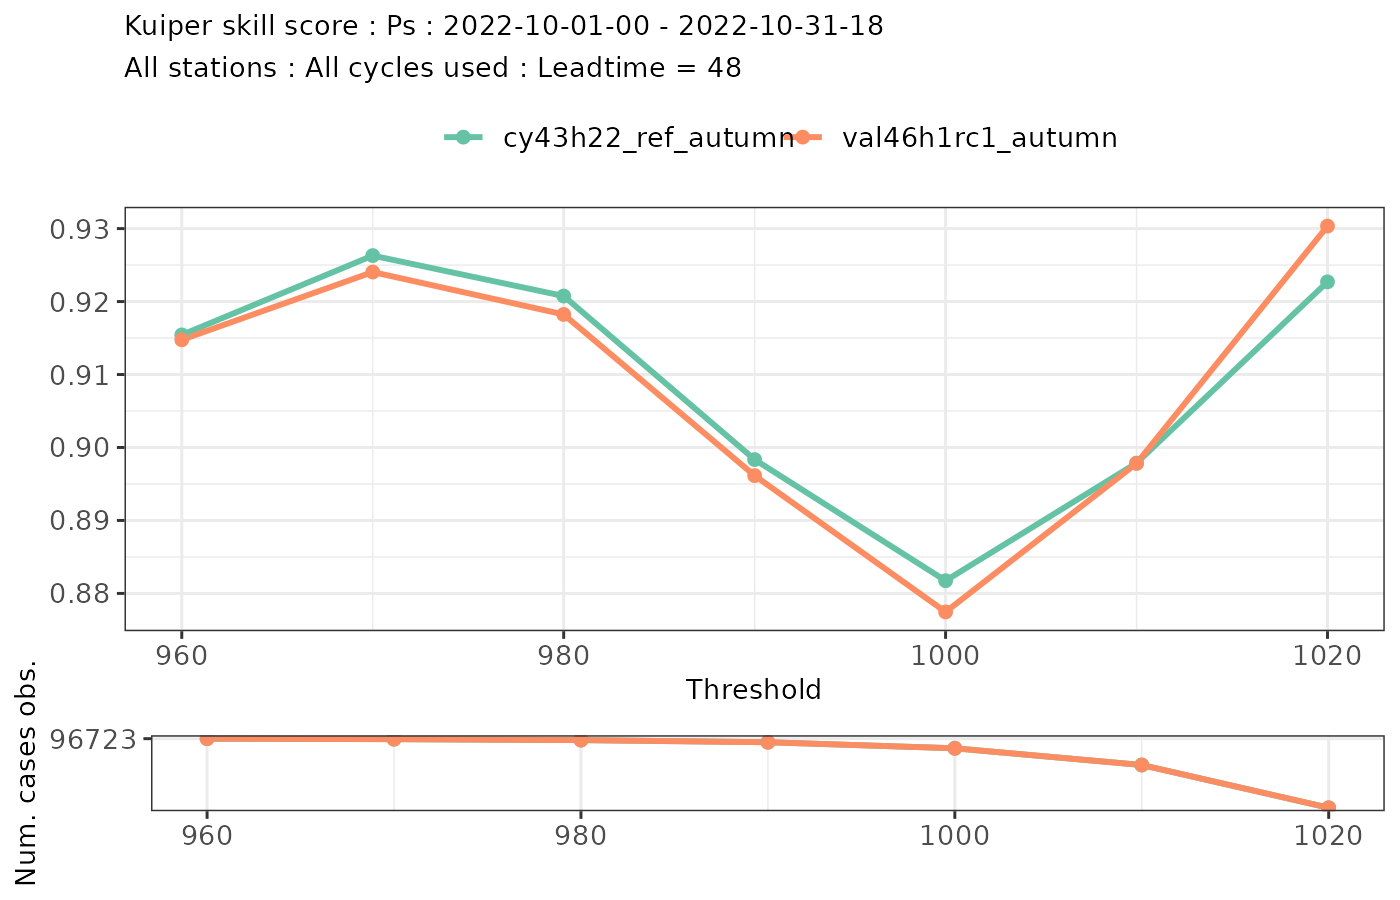 Kuiper skill score : Ps : 2022-10-01-00 - 2022-10-31-18
All stations : All cycles used : Leadtime = 48
cy43h22_ref_autumn val46h1rc1_autumn
0.93
0.92
0.91
0.90
0.89
0.88
960 980 1000 1020
Threshold
Num. cases obs.
96723
960 980 1000 1020